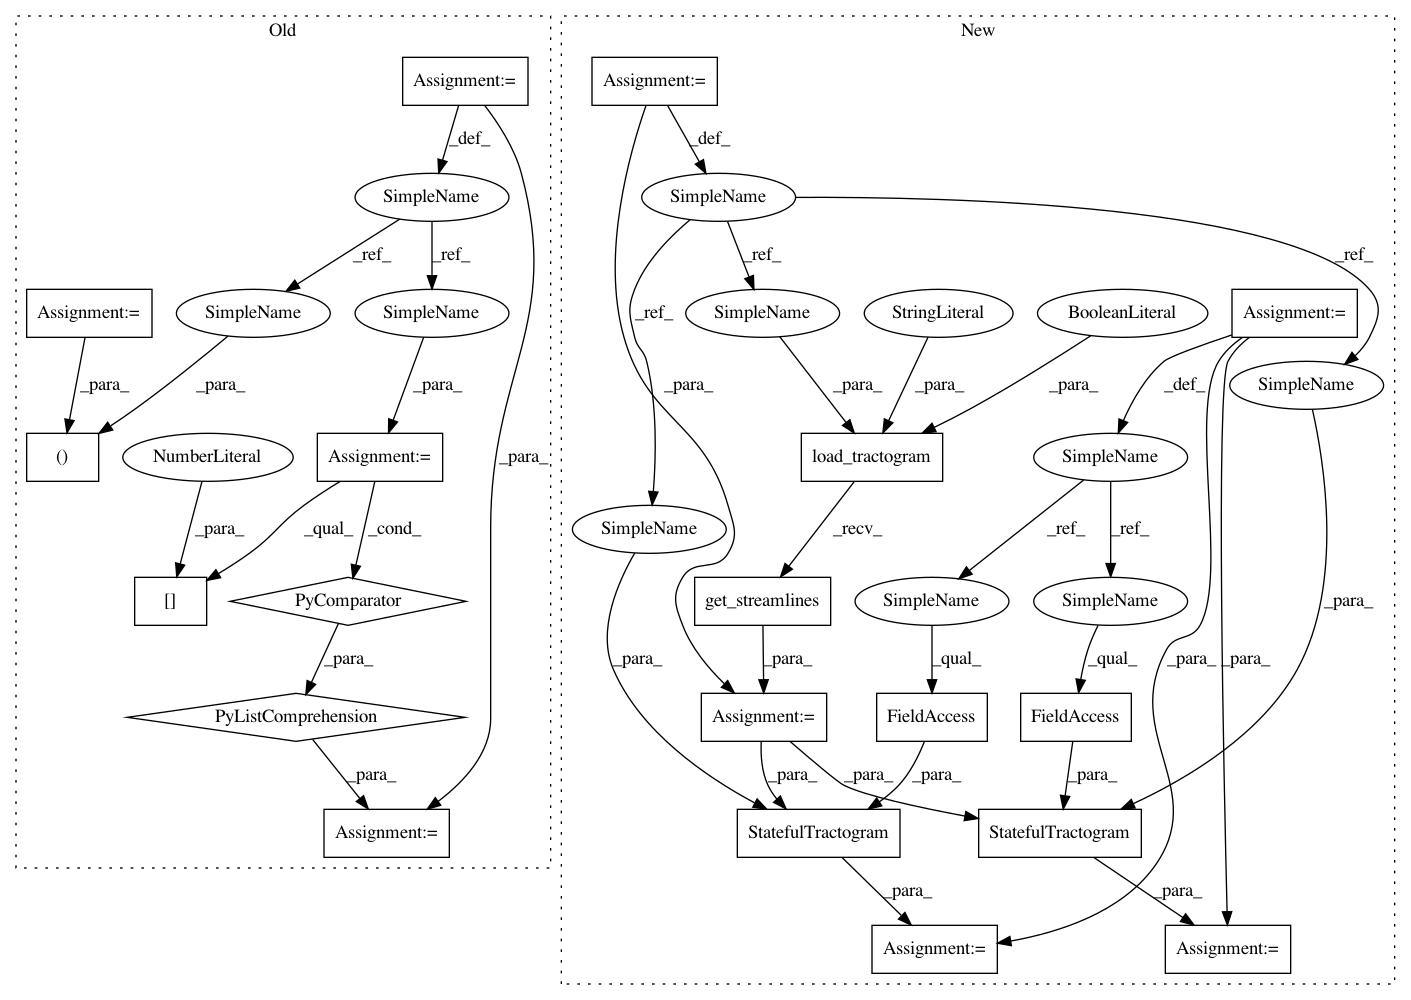 Old
New
Assignment:=
Assignment:=
_def_
_def_
SimpleName
SimpleName
_ref_
_ref_
_ref_
_ref_
_ref_
Assignment:=
SimpleName
SimpleName
SimpleName
StringLiteral
BooleanLiteral
Assignment:=
_para_
_para_
_para_
_para_
_para_
_para_
_para_
_def_
SimpleName
()
NumberLiteral
Assignment:=
_para_
load_tractogram
SimpleName
_para_
_qual_
_cond_
SimpleName
_recv_
_ref_
_ref_
[]
PyComparator
get_streamlines
SimpleName
SimpleName
_para_
_para_
_para_
_para_
_qual_
_para_
_para_
_qual_
PyListComprehension
Assignment:=
FieldAccess
FieldAccess
_para_
_para_
_para_
_para_
_para_
Assignment:=
StatefulTractogram
StatefulTractogram
_para_
_para_
Assignment:=
Assignment:=